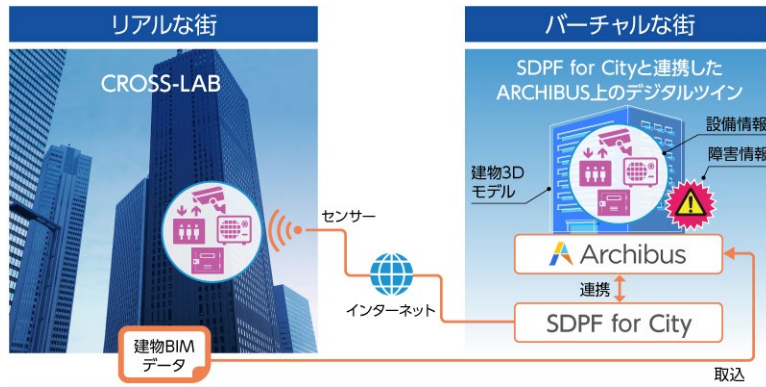 リアルな街
CROSS-LAB
センサー
インターネット
建物BIM
データ
バーチャルな街
SDPF for Cityと連携した
ARCHIBUS上のデジタルツイン
設備情報
障害情報
建物3D
モデル
Archibus
連携
SDPF for City
取込